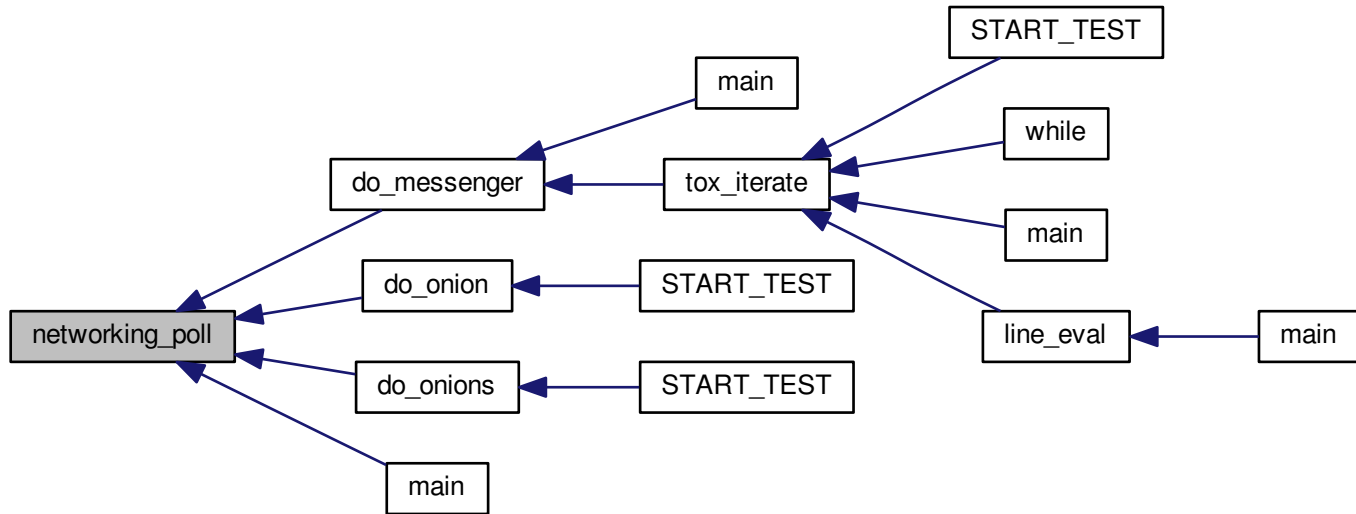 START_TEST
main
while
do_messenger
tox_iterate
main
do_onion
START_TEST
networking_poll
line_eval
main
do_onions
START_TEST
main